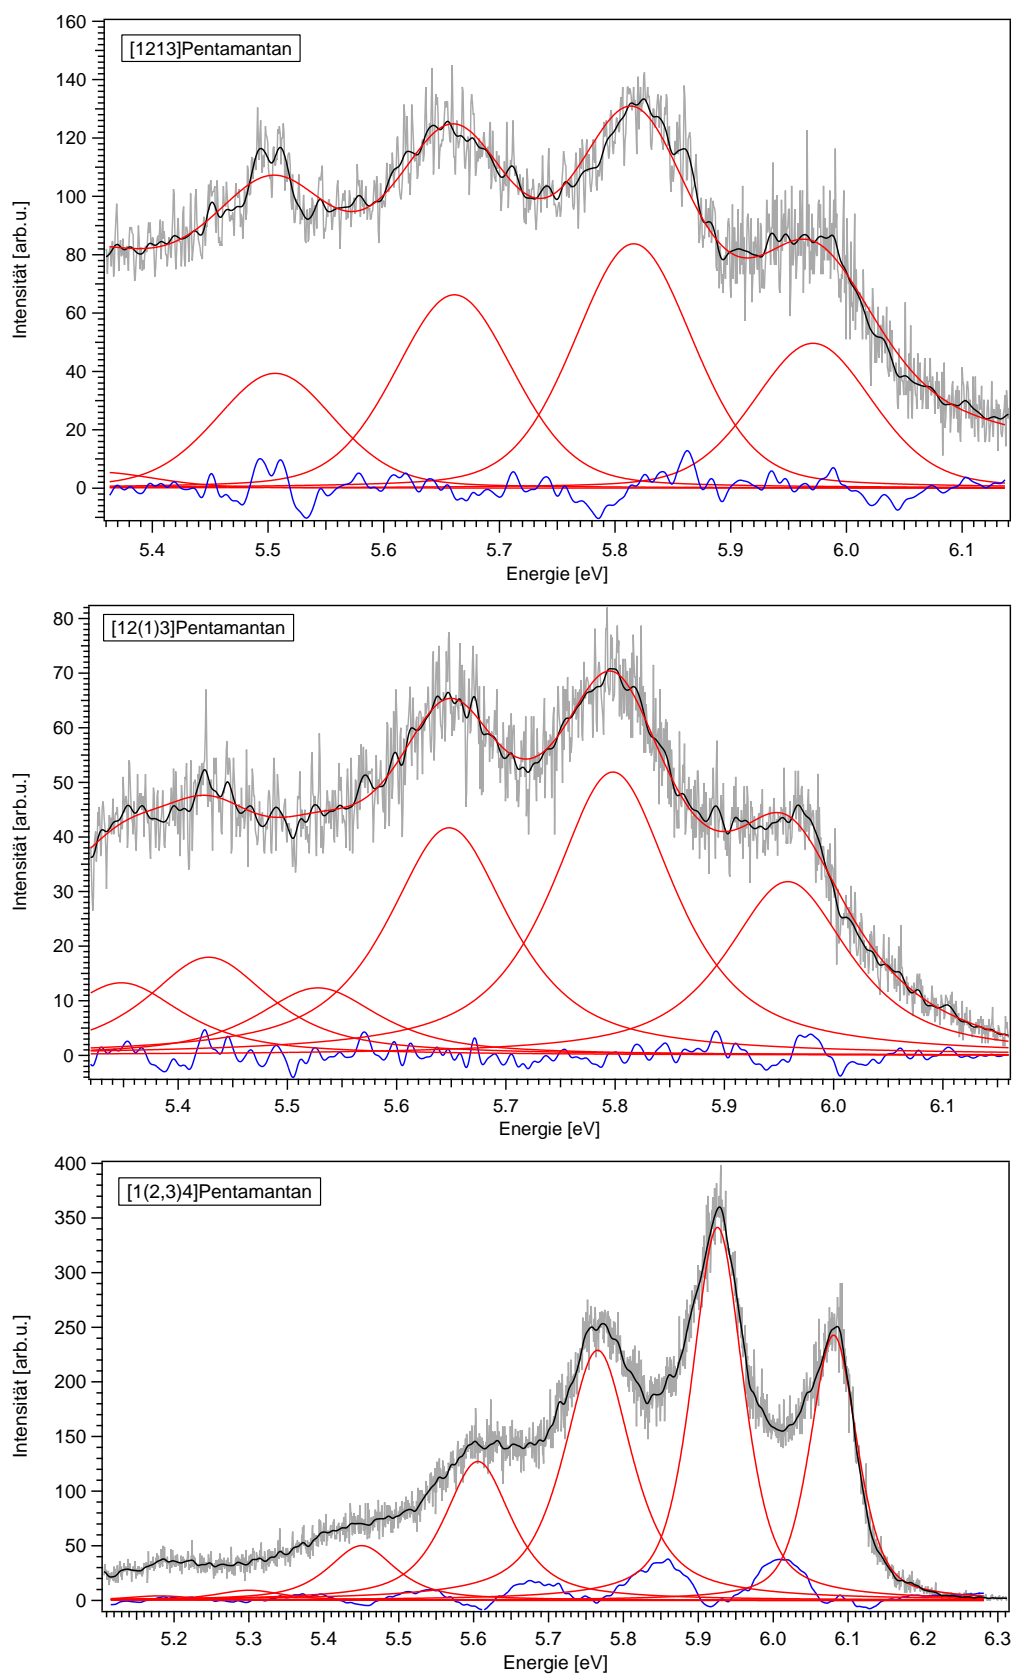 160
[1213]Pentamantan
140
120
100
80
60
40
20
0
Intensität [arb.u.]
5.4 5.5 5.6 5.7 5.8 5.9 6.0 6.1
Energie [eV]
80
[12(1)3]Pentamantan
70
60
50
40
30
20
10
0
Intensität [arb.u.]
5.4 5.5 5.6 5.7 5.8 5.9 6.0 6.1
Energie [eV]
400
[1(2,3)4]Pentamantan
350
300
250
200
150
100
50
0
Intensität [arb.u.]
5.2 5.3 5.4 5.5 5.6 5.7 5.8 5.9 6.0 6.1 6.2 6.3
Energie [eV]